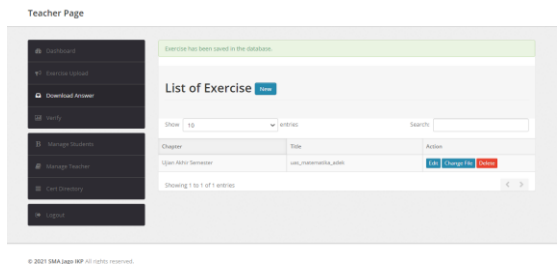 Teacher Page
Dashboard
Exercise Upload
Download Answer
Verify
Manage Students
Manage Teacher
Cert Directory
Logout
Exercise has been saved in the database.
List of Exercise New
Show 10 entries Search:
Chapter Title Action
Ujian Akhir Semester uas_matematika_adek Edit Change File Delete
Showing 1 to 1 of 1 entries
© 2021 SMA Jago IKP All rights reserved.